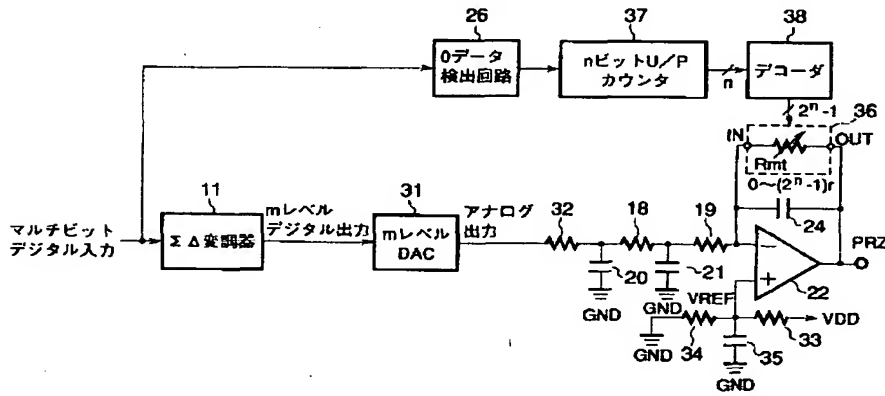 26
37
38
0データ
検出回路
nビットU/P
カウンタ
n
デコーダ
2ⁿ-1
36
IN
OUT
Rmt
0〜(2ⁿ-1)r
11
31
マルチビット
デジタル入力
ΣΔ変調器
mレベル
デジタル出力
mレベル
DAC
アナログ
出力
32
18
19
24
PRZ
20
21
22
GND
GND
VREF
VDD
GND
34
35
33
GND